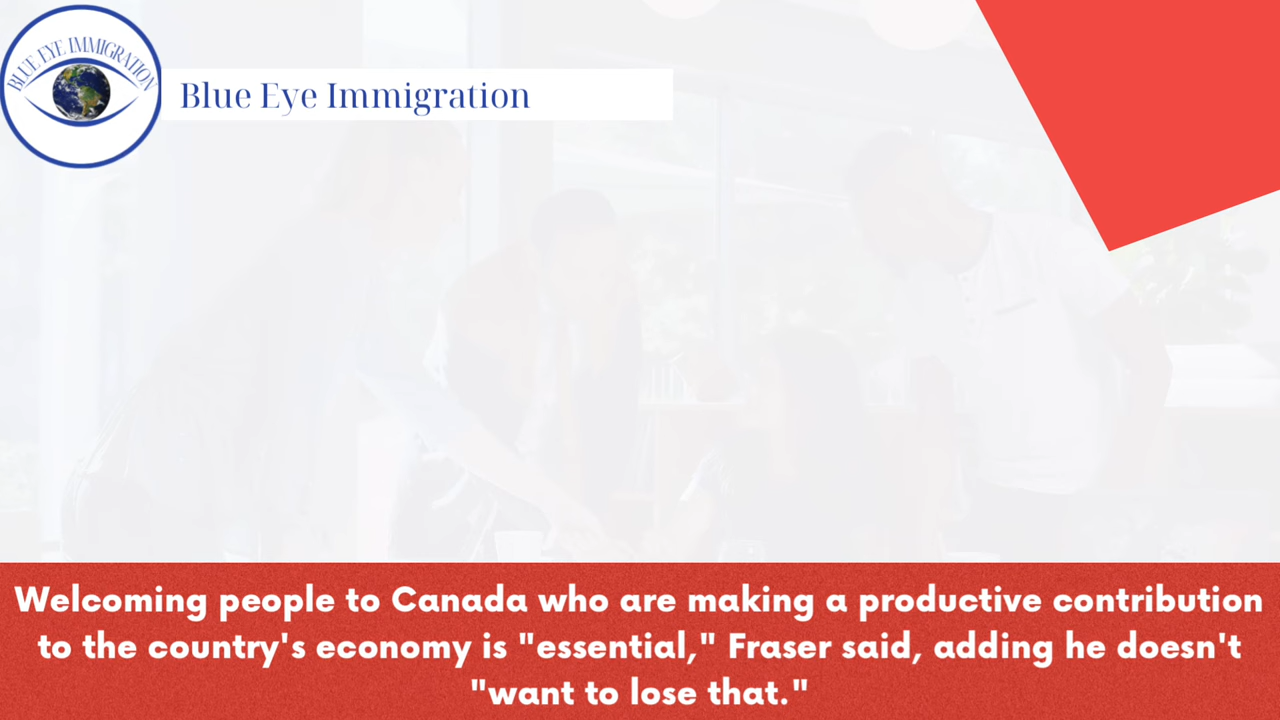 BLUE EYE IMMIGRATION
Blue Eye Immigration
Welcoming people to Canada who are making a productive contribution
to the country's economy is "essential," Fraser said, adding he doesn't
"want to lose that."